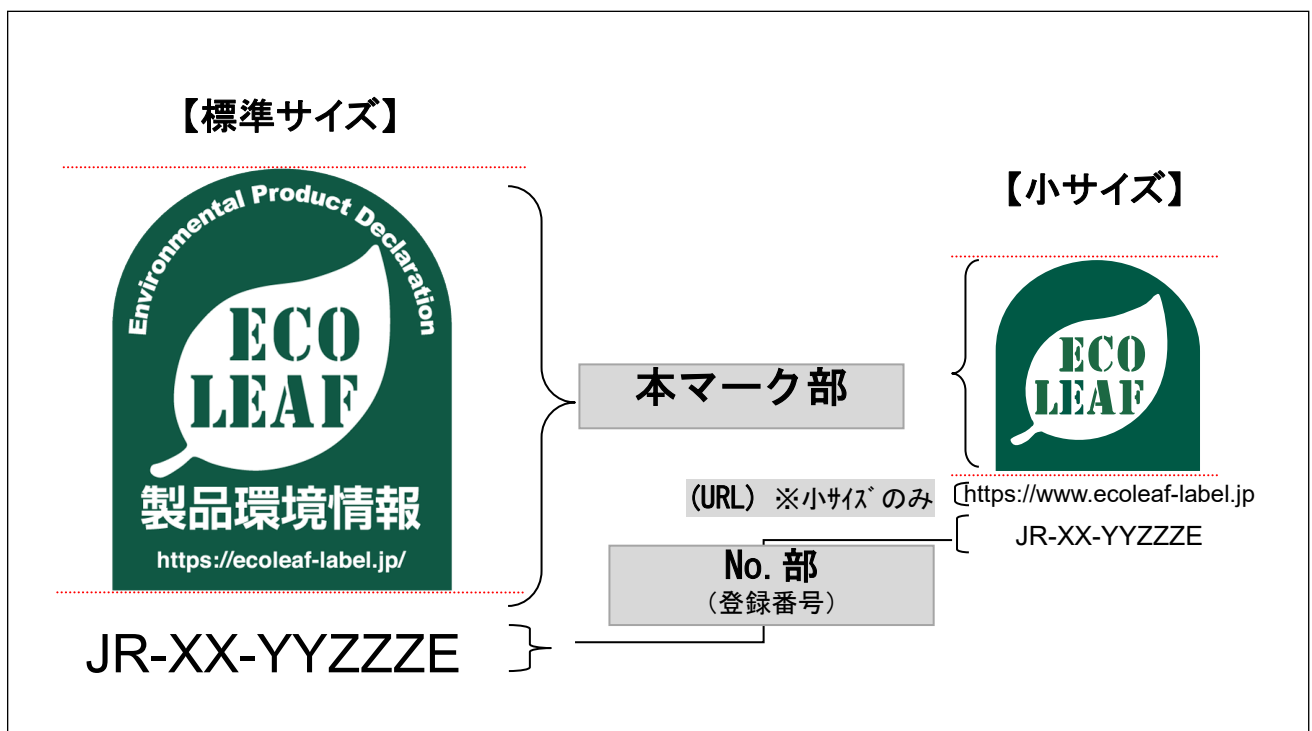 【標準サイズ】
Environmental Product Declaration
ECO
LEAF
製品環境情報
https://ecoleaf-label.jp/
JR-XX-YYZZZE
本マーク部
(URL) ※小サイズのみ
No. 部
（登録番号）
【小サイズ】
ECO
LEAF
https://www.ecoleaf-label.jp
JR-XX-YYZZZE